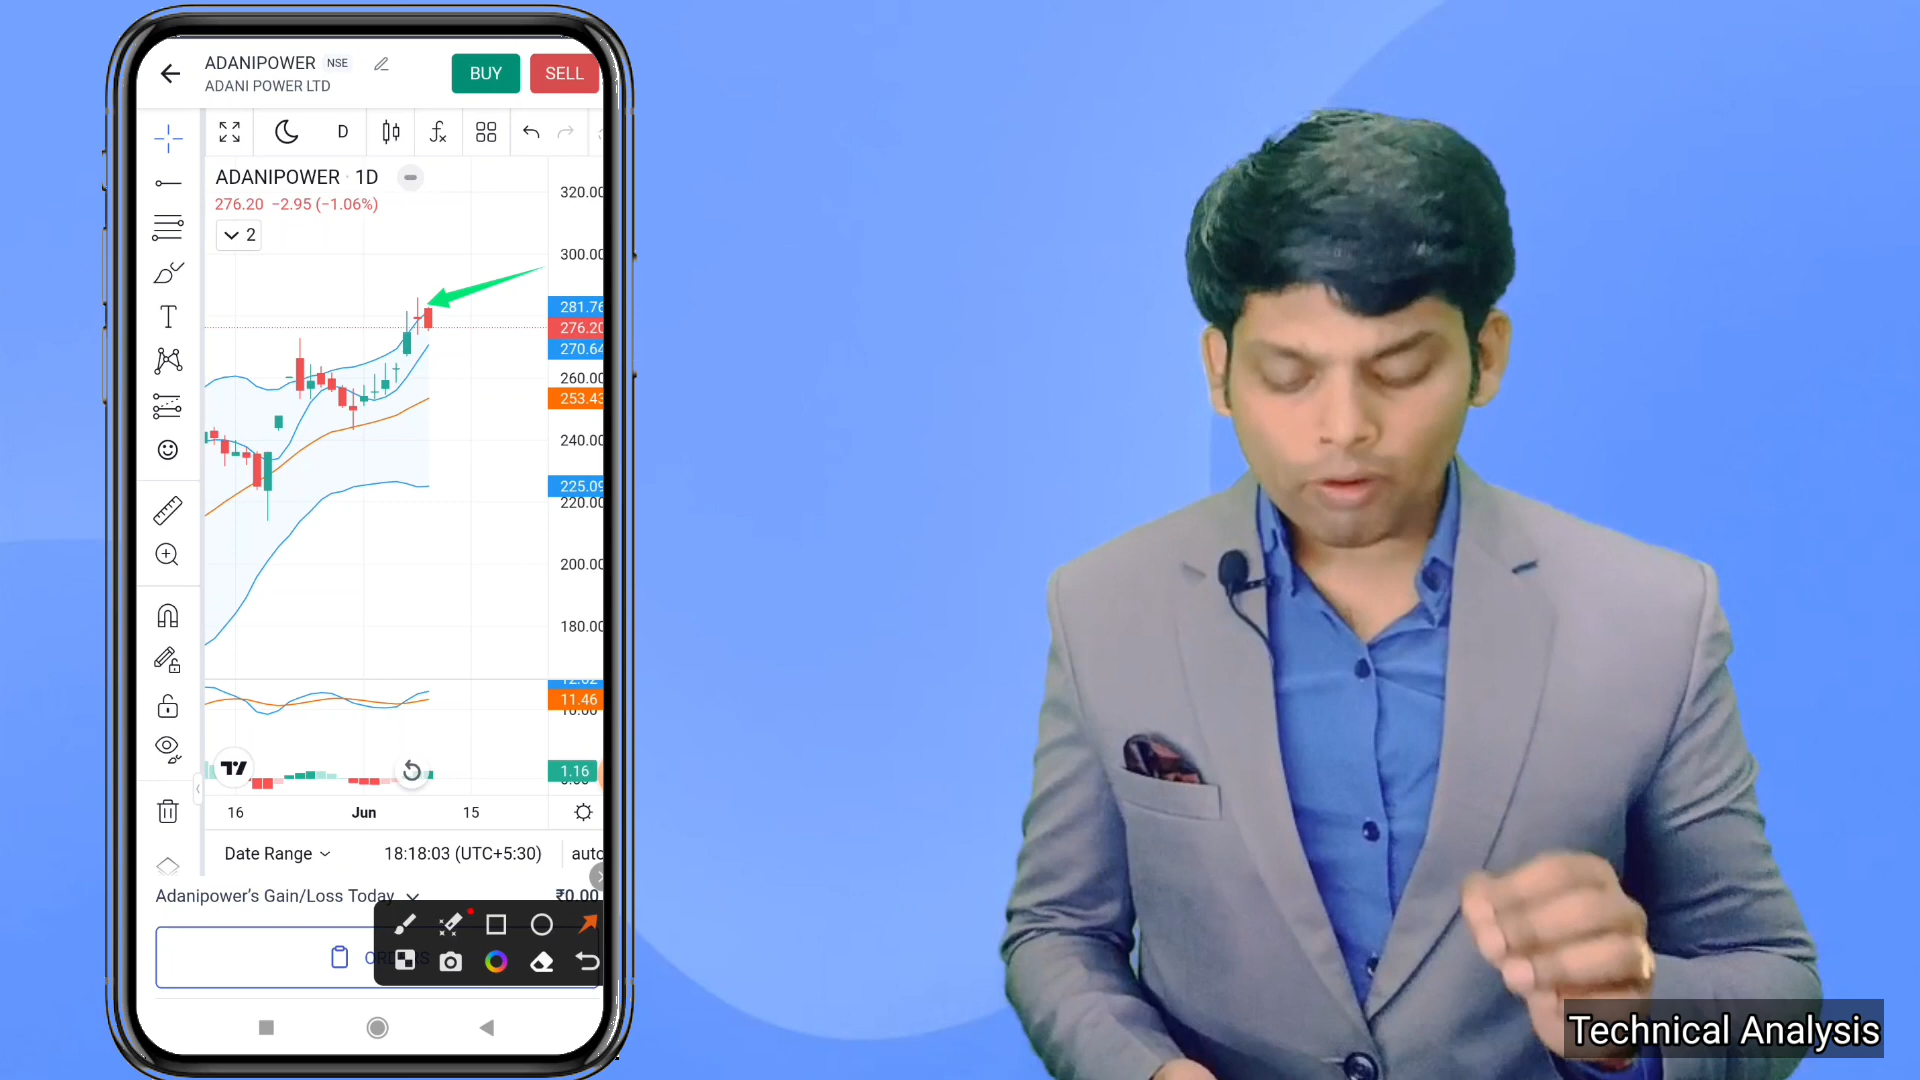 ADANIPOWER NSE
ADANI POWER LTD
BUY
SELL
D
ADANIPOWER · 1D
276.20 −2.95 (−1.06%)
2
320.00
300.00
281.76
276.20
270.64
260.00
253.43
240.00
225.09
220.00
200.00
180.00
11.46
10.00
1.16
16
Jun
15
Date Range
18:18:03 (UTC+5:30)
auto
Adanipower's Gain/Loss Today
₹0.00
Technical Analysis